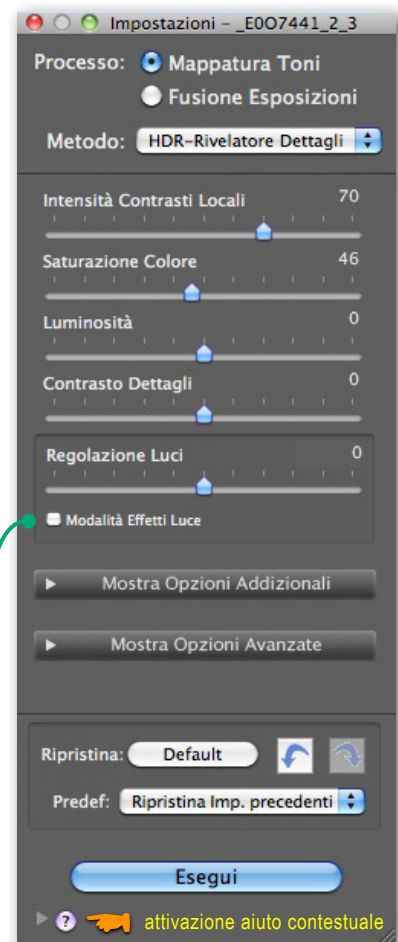 Impostazioni – _E0O7441_2_3
Processo: Mappatura Toni
Fusione Esposizioni
Metodo: HDR-Rivelatore Dettagli
Intensità Contrasti Locali 70
Saturazione Colore 46
Luminosità 0
Contrasto Dettagli 0
Regolazione Luci 0
Modalità Effetti Luce
Mostra Opzioni Addizionali
Mostra Opzioni Avanzate
Ripristina: Default
Predef: Ripristina Imp. precedenti
Esegui
? attivazione aiuto contestuale